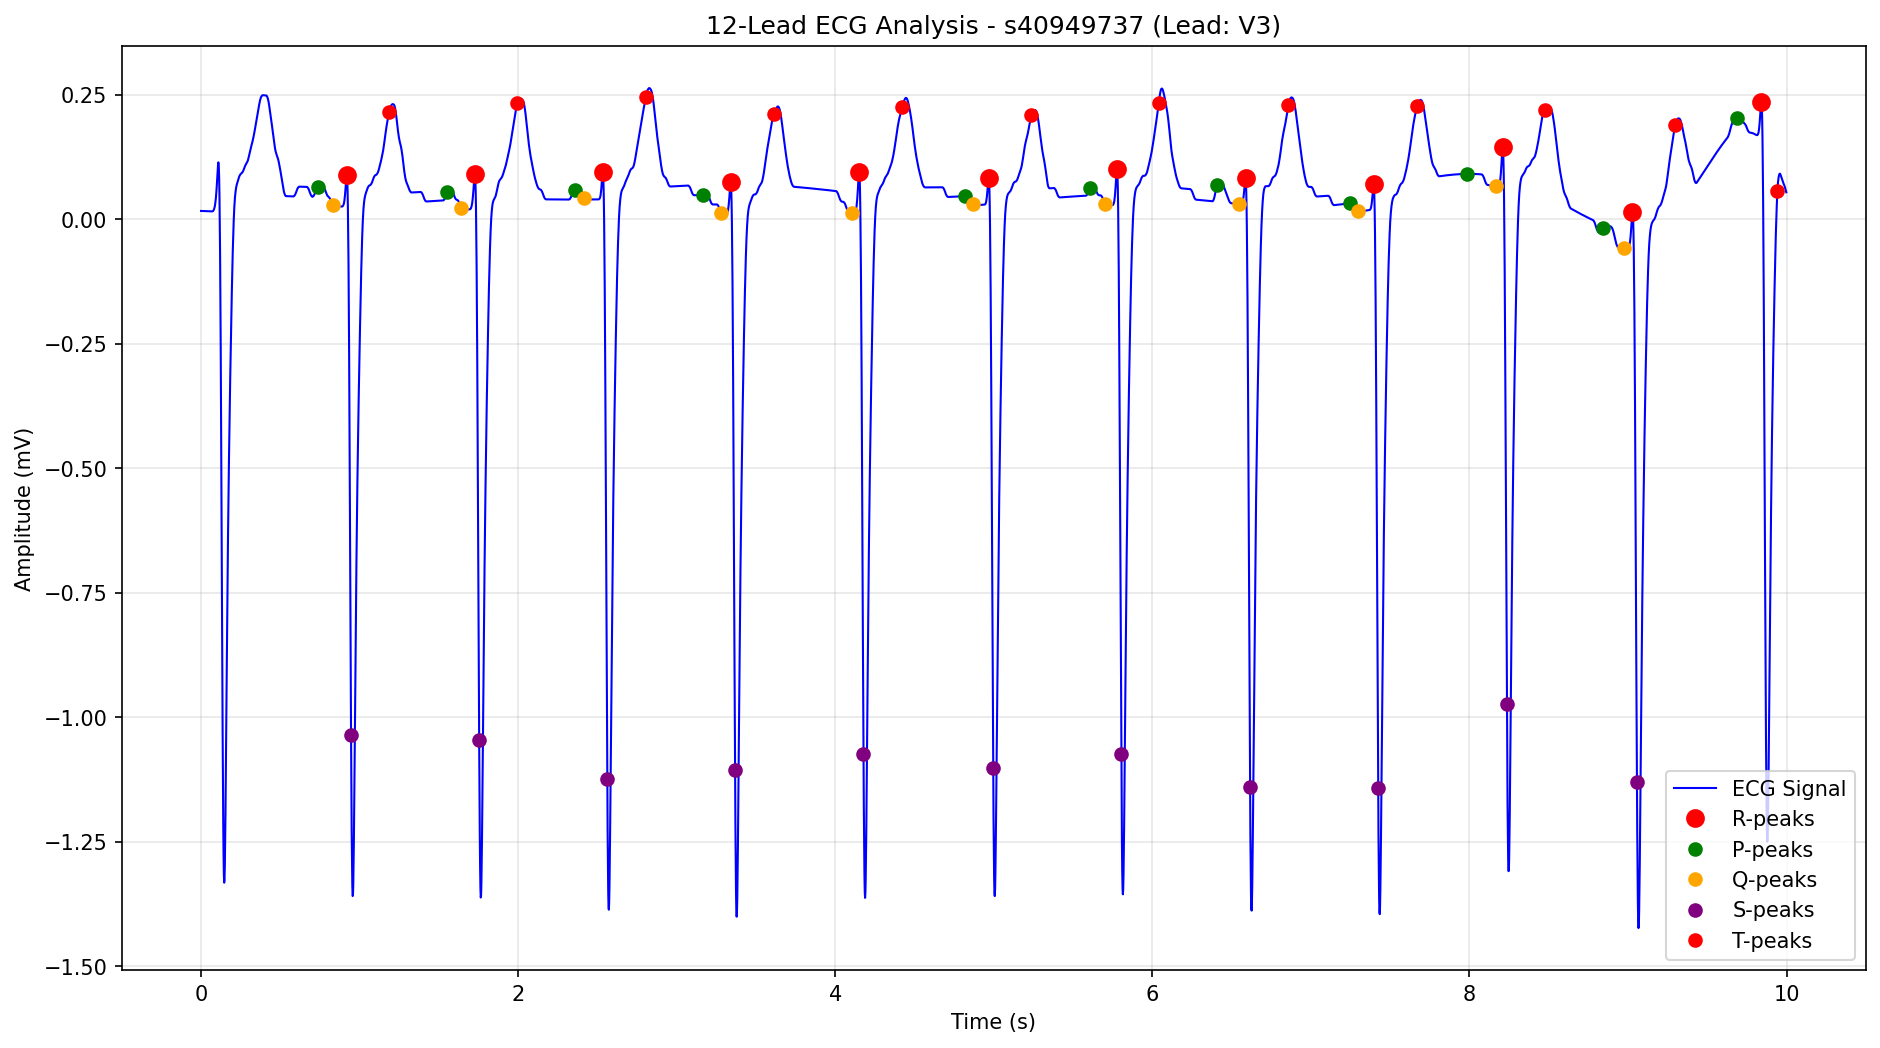 12-Lead ECG Analysis - s40949737 (Lead: V3)
Amplitude (mV)
0.25
0.00
−0.25
−0.50
−0.75
−1.00
−1.25
−1.50
ECG Signal
R-peaks
P-peaks
Q-peaks
S-peaks
T-peaks
0 2 4 6 8 10
Time (s)